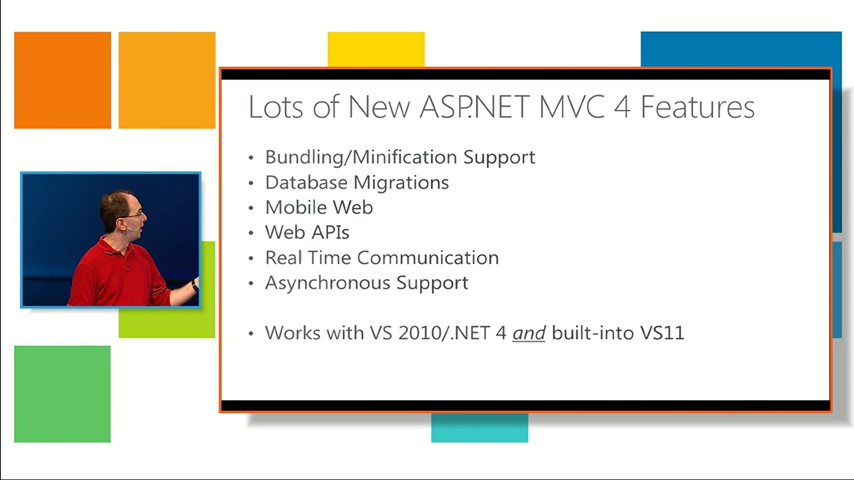 Lots of New ASP.NET MVC 4 Features
• Bundling/Minification Support
• Database Migrations
• Mobile Web
• Web APIs
• Real Time Communication
• Asynchronous Support
• Works with VS 2010/.NET 4 and built-into VS11